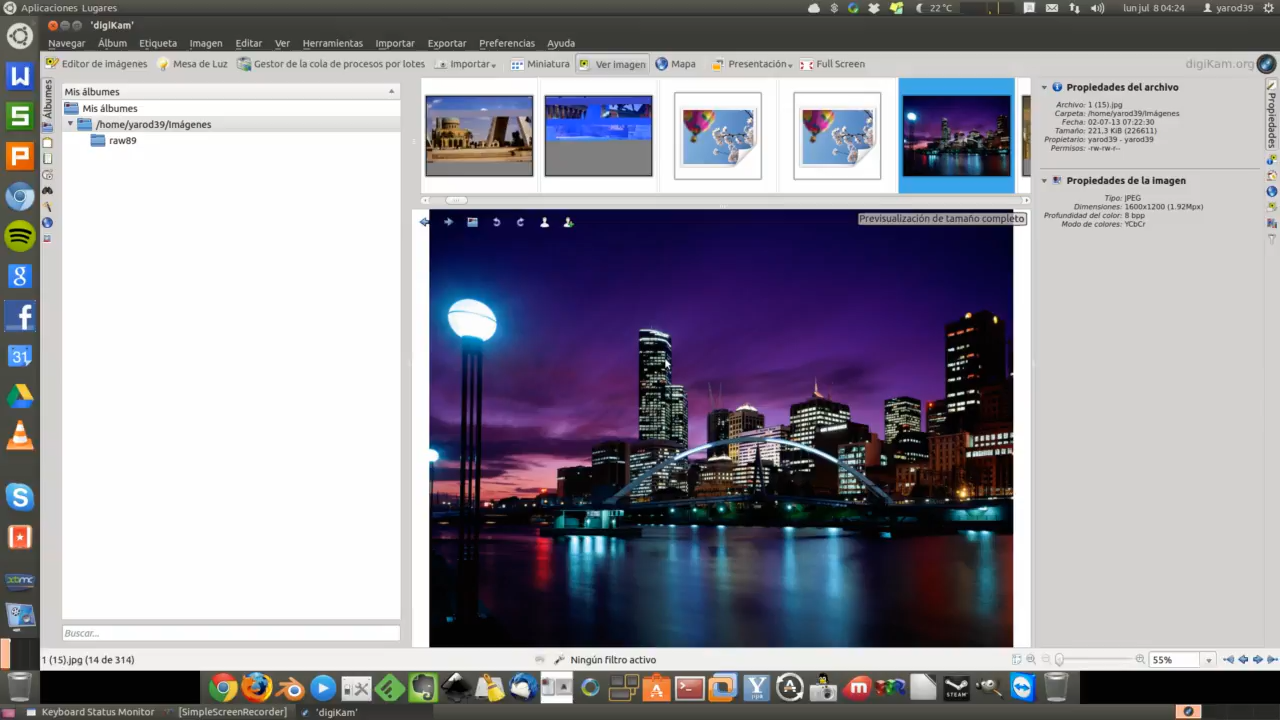 Aplicaciones Lugares
22°C
lun jul 8 04:24
yarod39
'digiKam'
Navegar Álbum Etiqueta Imagen Editar Ver Herramientas Importar Exportar Preferencias Ayuda
Editor de imágenes Mesa de Luz Gestor de la cola de procesos por lotes Importar Miniatura Ver imagen Mapa Presentación Full Screen digiKam.org
Álbumes
Mis álbumes
Mis álbumes
/home/yarod39/Imágenes
raw89
Previsualización de tamaño completo
Propiedades del archivo
Archivo: 1 (15).jpg
Carpeta: /home/yarod39/Imágenes
Fecha: 02-07-13 07:22:30
Tamaño: 221,3 KiB (226611)
Propietario: yarod39 - yarod39
Permisos: -rw-rw-r--
Propiedades de la imagen
Tipo: JPEG
Dimensiones: 1600x1200 (1.92Mpx)
Profundidad del color: 8 bpp
Modo de colores: YCbCr
Propiedades
Buscar...
1 (15).jpg (14 de 314)
Ningún filtro activo
55%
STEAM
Keyboard Status Monitor
[SimpleScreenRecorder]
'digiKam'